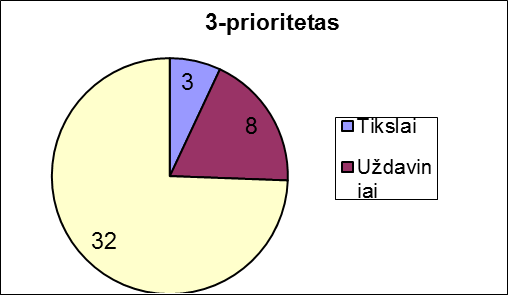 3-prioritetas
3
8
32
Tikslai
Uždavin
iai